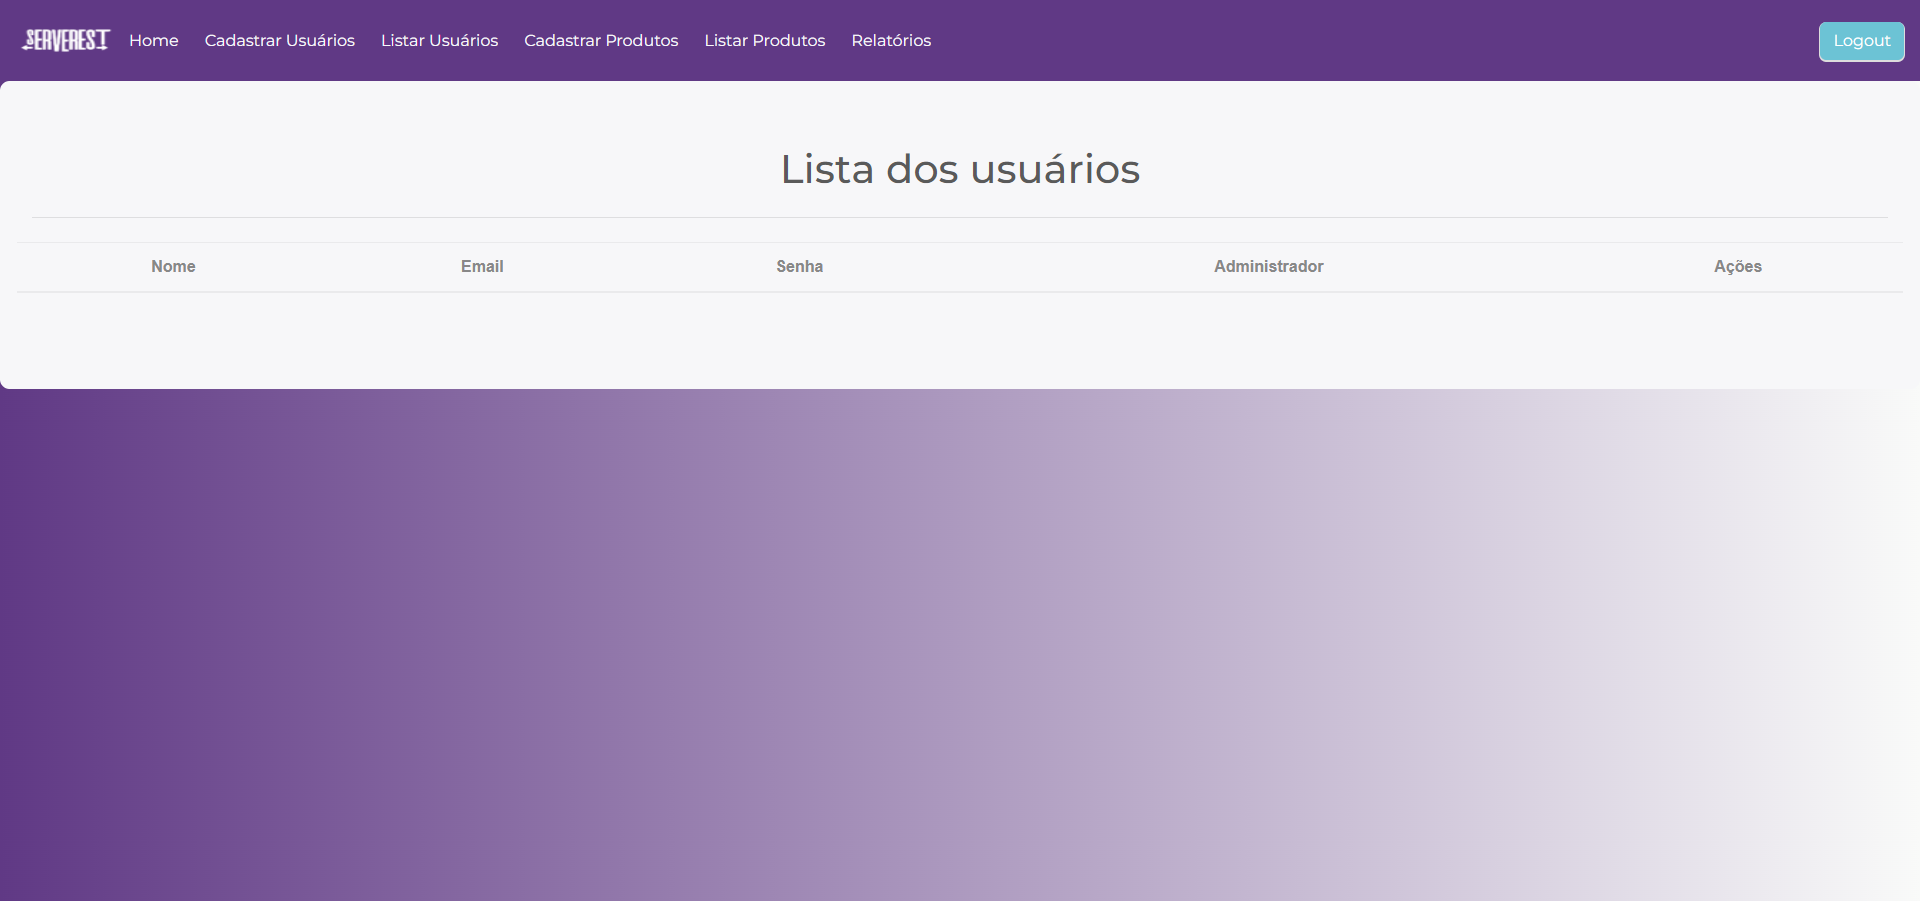 SERVEREST Home Cadastrar Usuários Listar Usuários Cadastrar Produtos Listar Produtos Relatórios Logout
Lista dos usuários
Nome Email Senha Administrador Ações